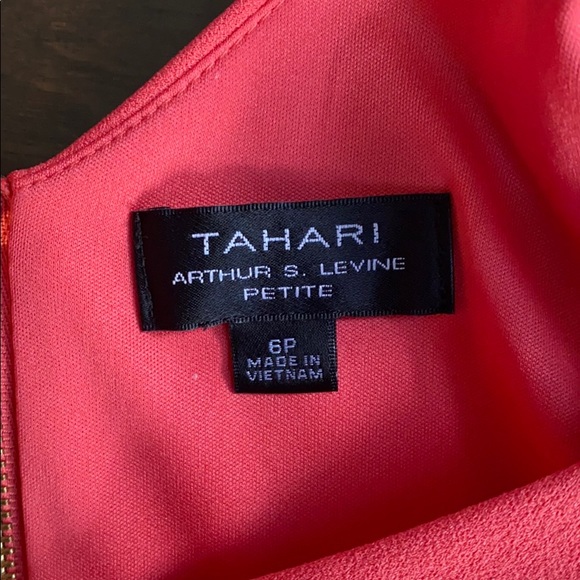 TAHARI
ARTHUR S. LEVINE
PETITE
6P
MADE IN
VIETNAM